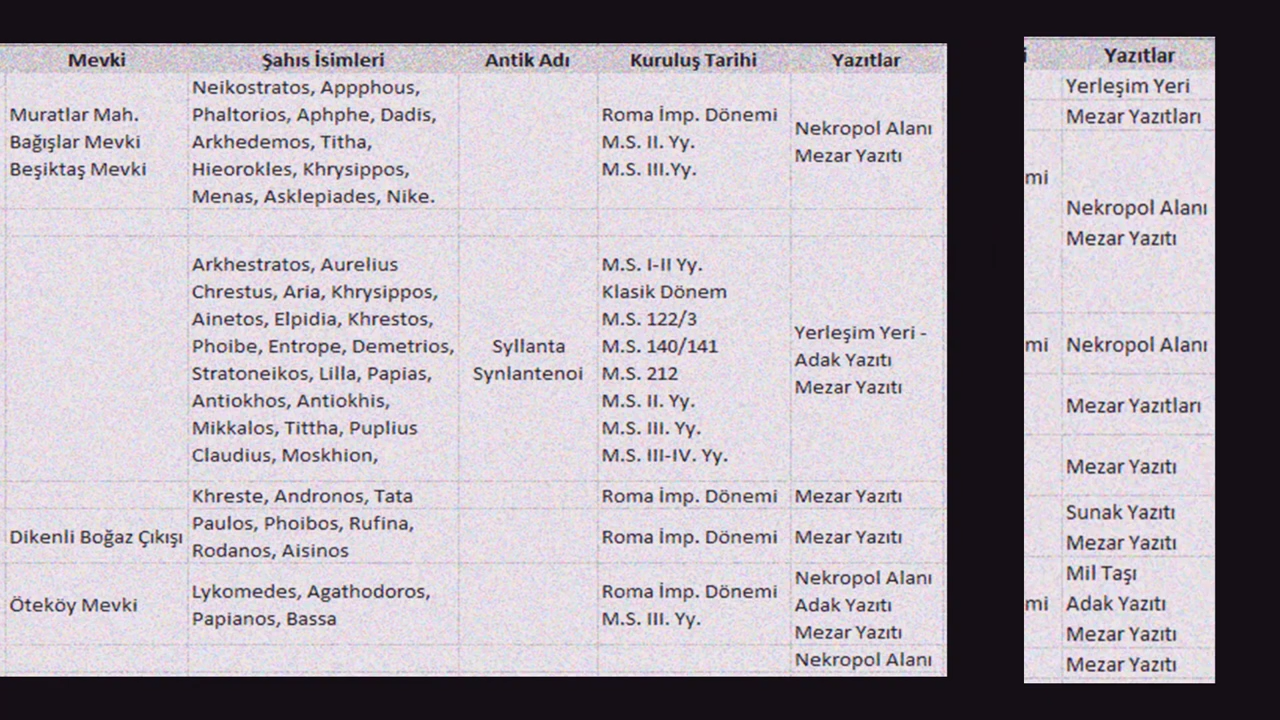 Mevki Şahıs İsimleri Antik Adı Kuruluş Tarihi Yazıtlar
Muratlar Mah.
Bağışlar Mevki
Beşiktaş Mevki
Neikostratos, Appphous,
Phaltorios, Aphphe, Dadis,
Arkhedemos, Titha,
Hieorokles, Khrysippos,
Menas, Asklepiades, Nike.
Roma İmp. Dönemi
M.S. II. Yy.
M.S. III.Yy.
Nekropol Alanı
Mezar Yazıtı
Arkhestratos, Aurelius
Chrestus, Aria, Khrysippos,
Ainetos, Elpidia, Khrestos,
Phoibe, Entrope, Demetrios,
Stratoneikos, Lilla, Papias,
Antiokhos, Antiokhis,
Mikkalos, Tittha, Puplius
Claudius, Moskhion,
Syllanta
Synlantenoi
M.S. I-II Yy.
Klasik Dönem
M.S. 122/3
M.S. 140/141
M.S. 212
M.S. II. Yy.
M.S. III. Yy.
M.S. III-IV. Yy.
Yerleşim Yeri -
Adak Yazıtı
Mezar Yazıtı
Khreste, Andronos, Tata
Roma İmp. Dönemi
Mezar Yazıtı
Dikenli Boğaz Çıkışı
Paulos, Phoibos, Rufina,
Rodanos, Aisinos
Roma İmp. Dönemi
Mezar Yazıtı
Öteköy Mevki
Lykomedes, Agathodoros,
Papianos, Bassa
Roma İmp. Dönemi
M.S. III. Yy.
Nekropol Alanı
Adak Yazıtı
Mezar Yazıtı
Nekropol Alanı
i Yazıtlar
Yerleşim Yeri
Mezar Yazıtları
mi
Nekropol Alanı
Mezar Yazıtı
mi Nekropol Alanı
Mezar Yazıtları
Mezar Yazıtı
Sunak Yazıtı
Mezar Yazıtı
Mil Taşı
mi Adak Yazıtı
Mezar Yazıtı
Mezar Yazıtı